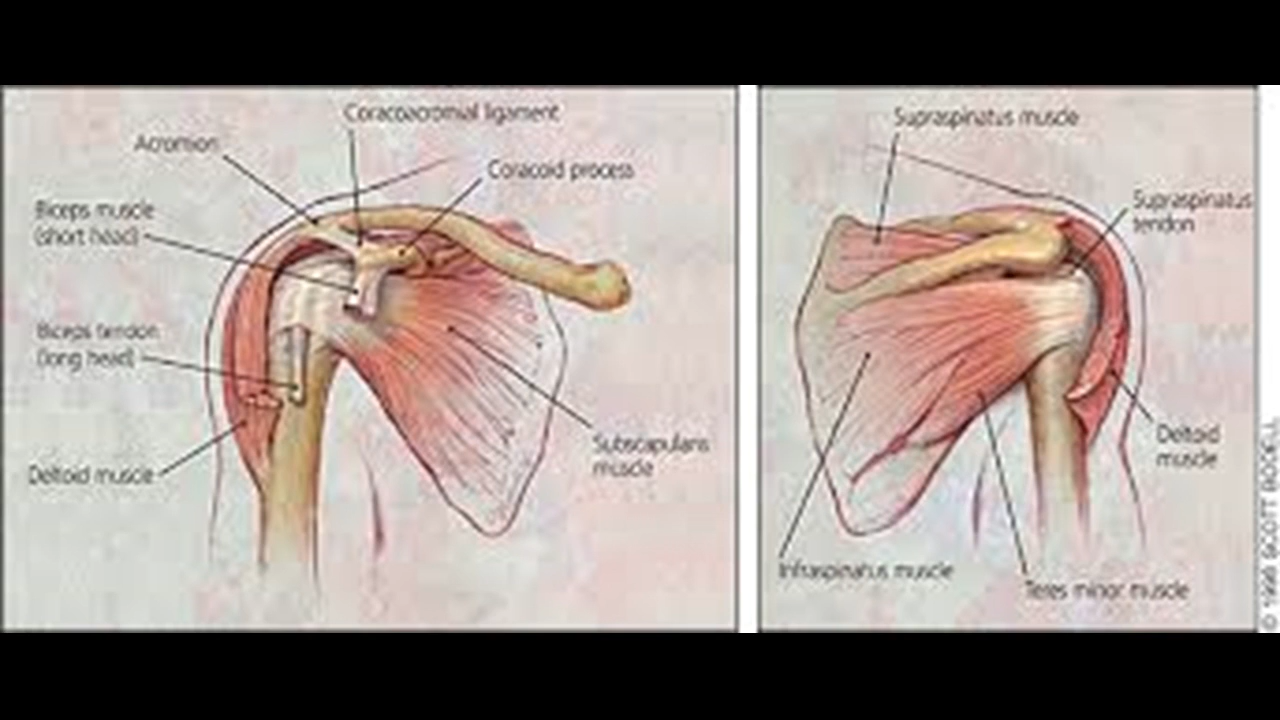 Coracoacromial ligament
Acromion
Coracoid process
Biceps muscle
(short head)
Biceps tendon
(long head)
Deltoid muscle
Subscapularis
muscle
Supraspinatus muscle
Supraspinatus
tendon
Deltoid
muscle
Infraspinatus muscle
Teres minor muscle
© 1998 SCOTT BODELL